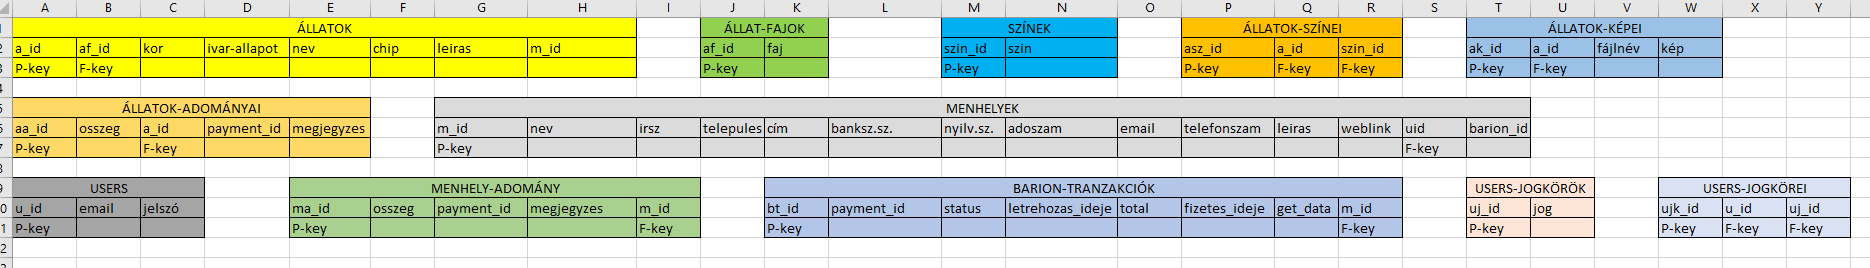 A B C D E F G H I J K L M N O P Q R S T U V W X Y
1 ÁLLATOK ÁLLAT-FAJOK SZÍNEK ÁLLATOK-SZÍNEI ÁLLATOK-KÉPEI
2 a_id af_id kor ivar-allapot nev chip leiras m_id af_id faj szin_id szin asz_id a_id szin_id ak_id a_id fájlnév kép
3 P-key F-key P-key P-key P-key F-key F-key P-key F-key
4
5 ÁLLATOK-ADOMÁNYAI MENHELYEK
6 aa_id osszeg a_id payment_id megjegyzes m_id nev irsz telepules cím banksz.sz. nyilv.sz. adoszam email telefonszam leiras weblink uid barion_id
7 P-key F-key P-key F-key
8
9 USERS MENHELY-ADOMÁNY BARION-TRANZAKCIÓK USERS-JOGKÖRÖK USERS-JOGKÖREI
0 u_id email jelszó ma_id osszeg payment_id megjegyzes m_id bt_id payment_id status letrehozas_ideje total fizetes_ideje get_data m_id uj_id jog ujk_id u_id uj_id
1 P-key P-key F-key P-key F-key P-key P-key F-key F-key
2